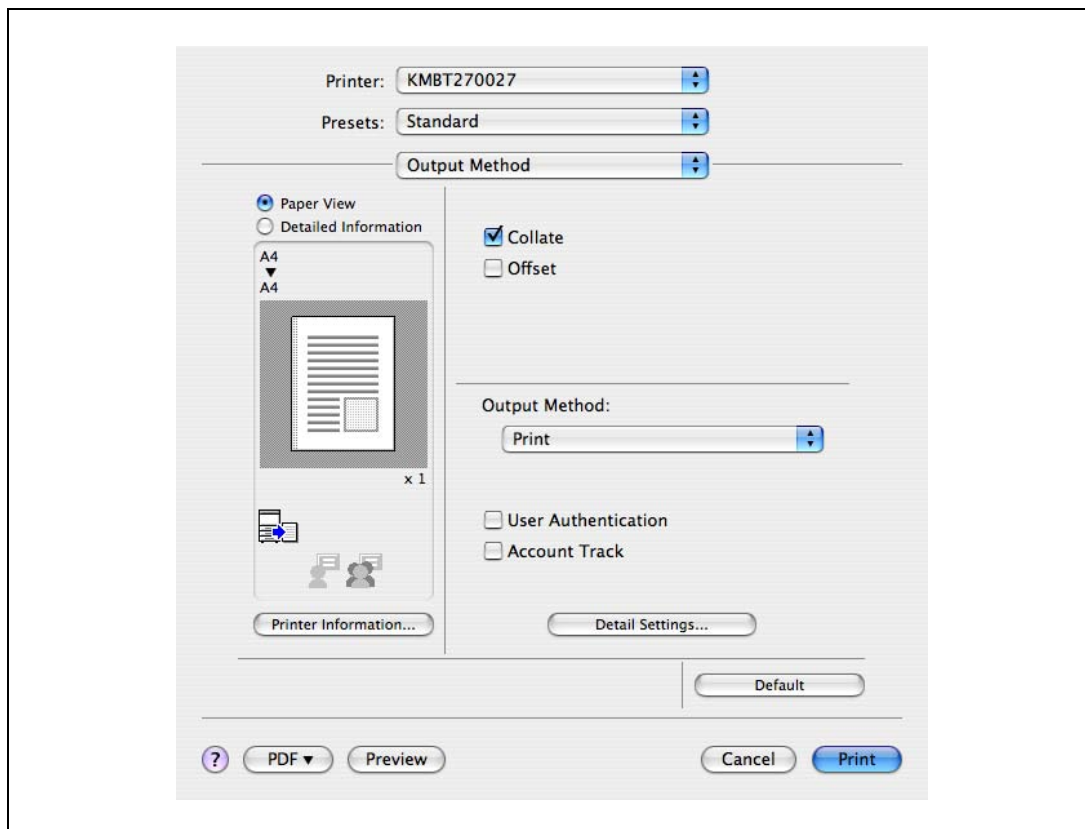 Printer: KMBT270027
Presets: Standard
Output Method
Paper View
Detailed Information
A4
A4
x 1
Printer Information...
Collate
Offset
Output Method:
Print
User Authentication
Account Track
Detail Settings...
Default
? PDF Preview Cancel Print